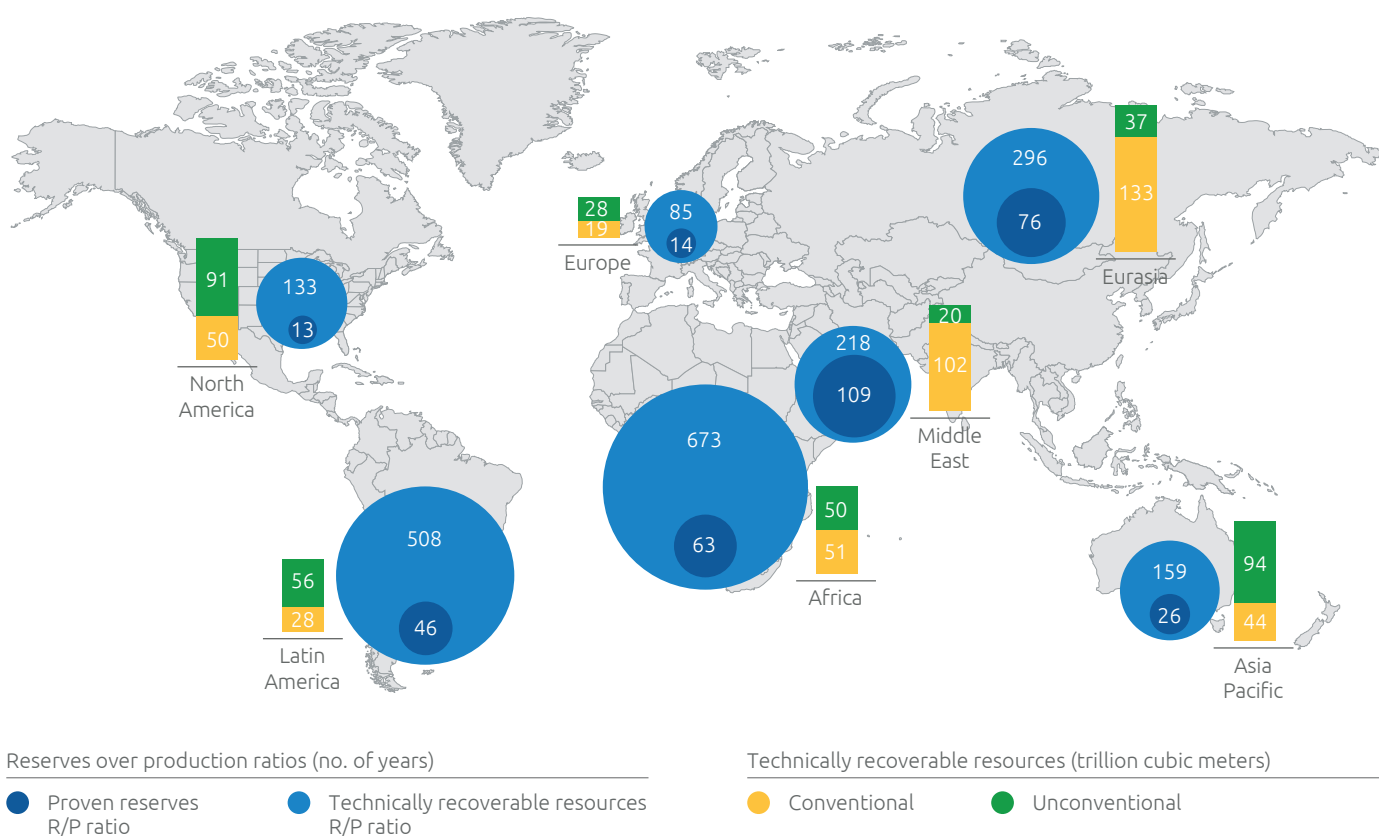 37
296
133
76
Eurasia
28
19
85
14
Europe
91
50
133
13
North
America
20
102
218
109
Middle
East
673
63
50
51
Africa
508
46
56
28
Latin
America
159
26
94
44
Asia
Pacific
Reserves over production ratios (no. of years)
Proven reserves
R/P ratio
Technically recoverable resources
R/P ratio
Technically recoverable resources (trillion cubic meters)
Conventional
Unconventional